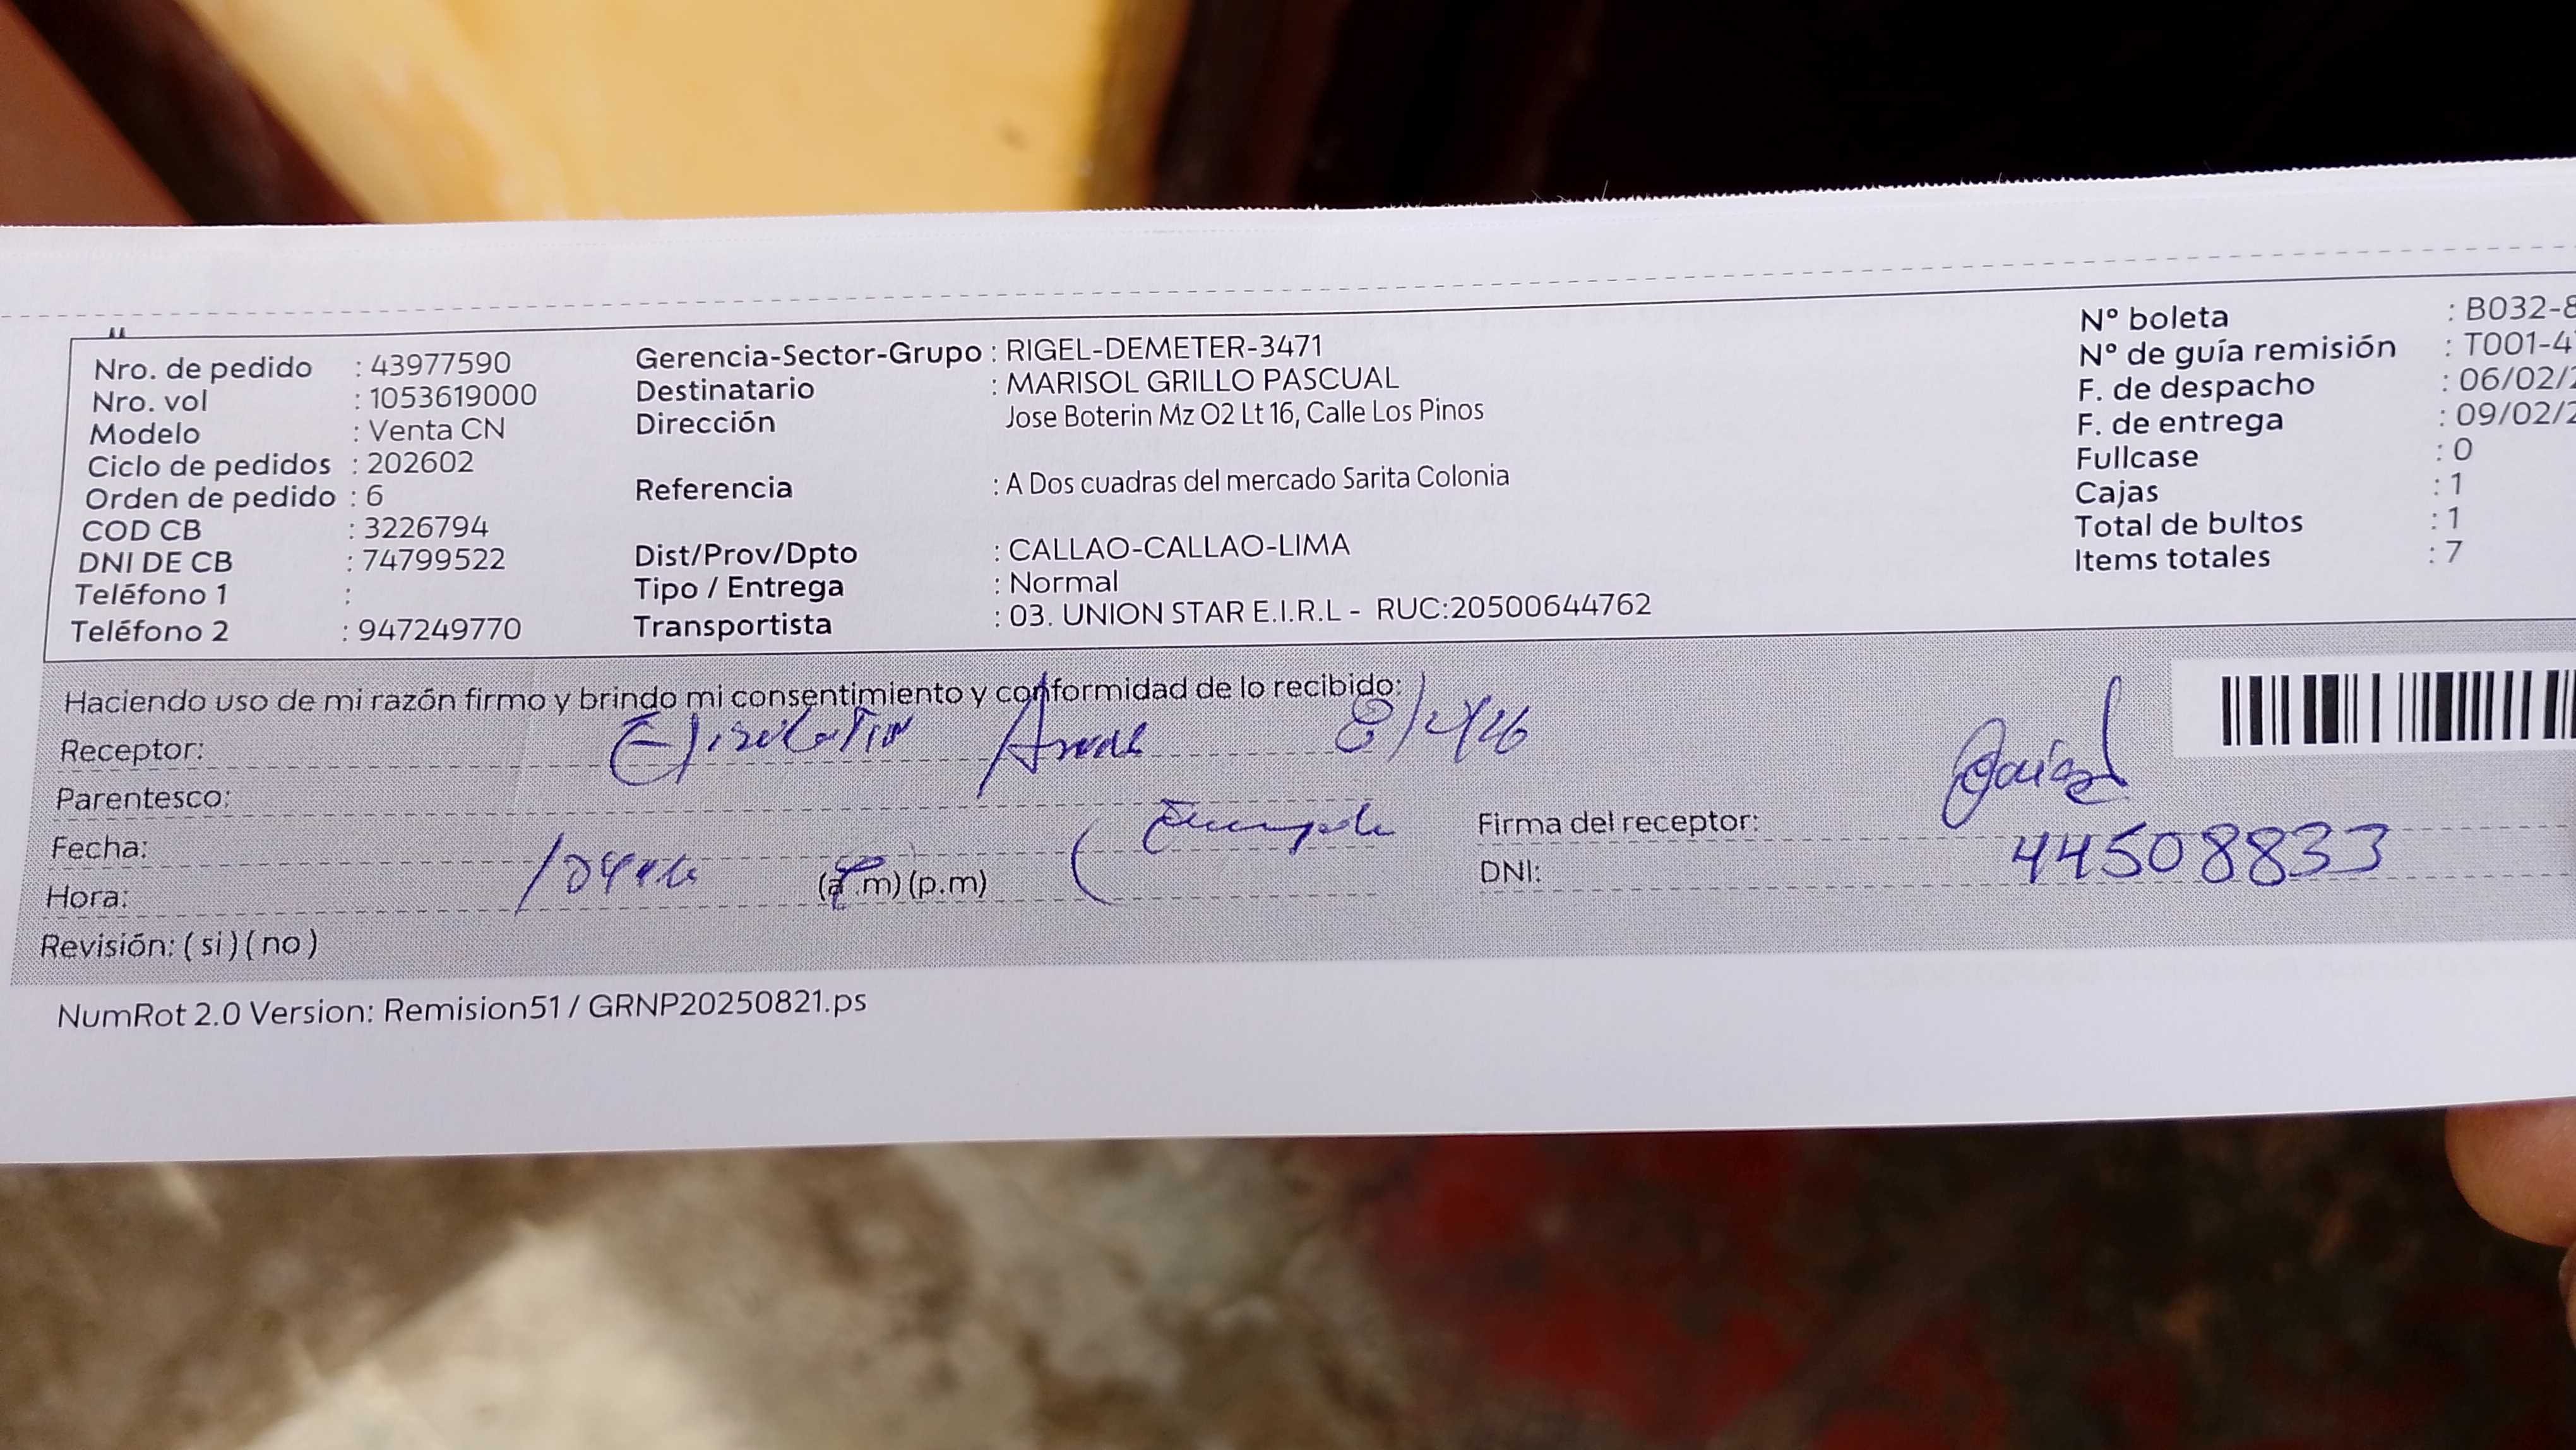 Nro. de pedido : 43977590
Nro. vol : 1053619000
Modelo : Venta CN
Ciclo de pedidos : 202602
Orden de pedido : 6
COD CB : 3226794
DNI DE CB : 74799522
Teléfono 1 :
Teléfono 2 : 947249770
Gerencia-Sector-Grupo : RIGEL-DEMETER-3471
Destinatario : MARISOL GRILLO PASCUAL
Dirección Jose Boterin Mz O2 Lt 16, Calle Los Pinos
Referencia : A Dos cuadras del mercado Sarita Colonia
Dist/Prov/Dpto : CALLAO-CALLAO-LIMA
Tipo / Entrega : Normal
Transportista : 03. UNION STAR E.I.R.L - RUC:20500644762
N° boleta : B032-8
N° de guía remisión : T001-4
F. de despacho : 06/02/2
F. de entrega : 09/02/2
Fullcase : 0
Cajas : 1
Total de bultos : 1
Items totales : 7
Haciendo uso de mi razón firmo y brindo mi consentimiento y conformidad de lo recibido:
Receptor: 8/2/26
Parentesco:
Fecha:
Hora: (a.m)(p.m)
Revisión: (si)(no)
Firma del receptor:
DNI: 44508833
NumRot 2.0 Version: Remision51 / GRNP20250821.ps